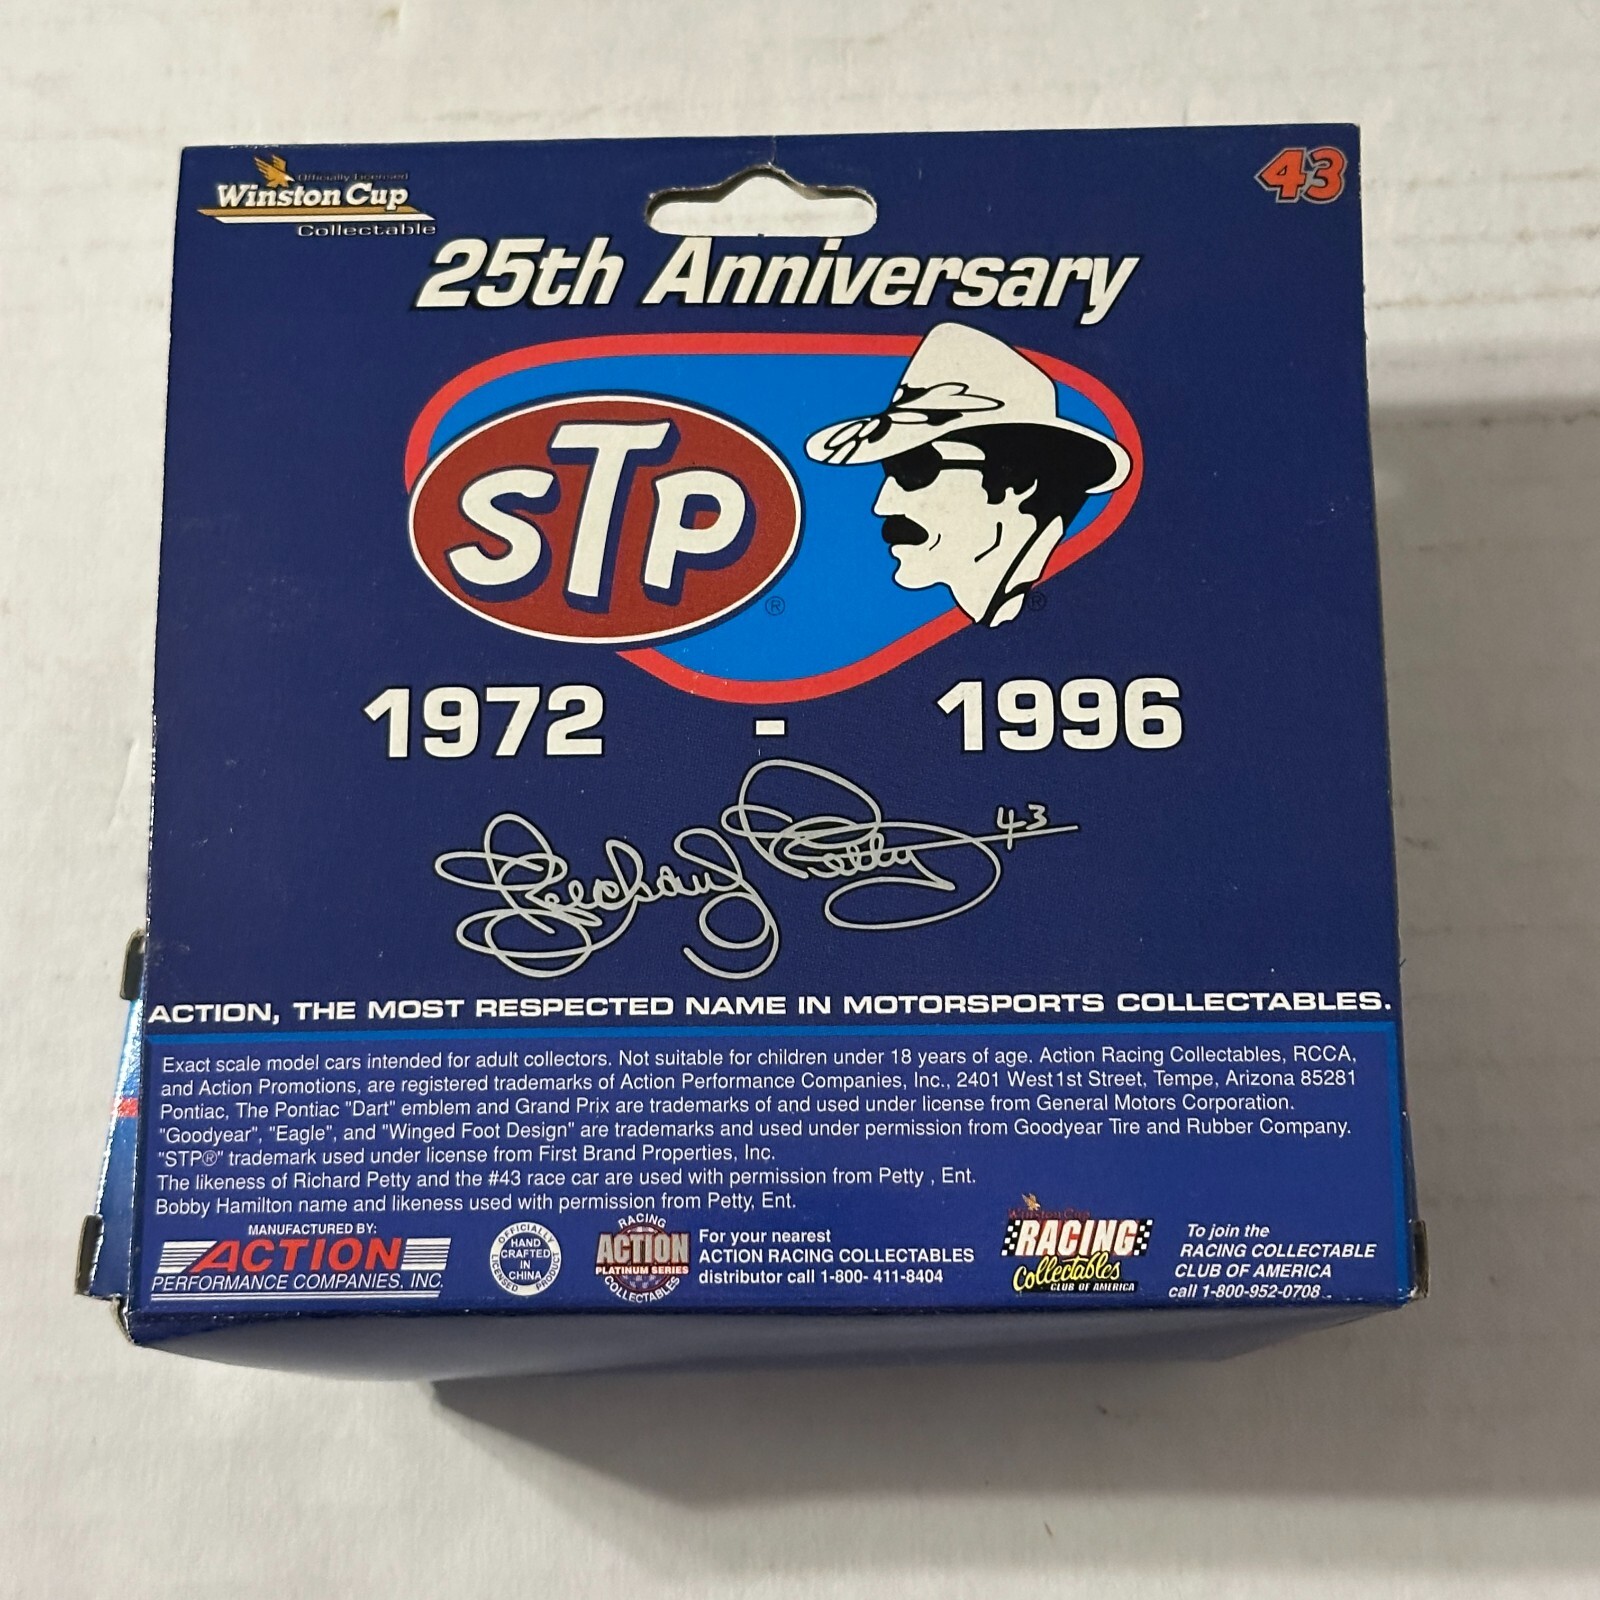 Officially Licensed
Winston Cup
Collectable
43
25th Anniversary
STP®
®
1972 - 1996
Richard Petty 43
ACTION, THE MOST RESPECTED NAME IN MOTORSPORTS COLLECTABLES.
Exact scale model cars intended for adult collectors. Not suitable for children under 18 years of age. Action Racing Collectables, RCCA,
and Action Promotions, are registered trademarks of Action Performance Companies, Inc., 2401 West1st Street, Tempe, Arizona 85281
Pontiac, The Pontiac "Dart" emblem and Grand Prix are trademarks of and used under license from General Motors Corporation.
"Goodyear", "Eagle", and "Winged Foot Design" are trademarks and used under permission from Goodyear Tire and Rubber Company.
"STP®" trademark used under license from First Brand Properties, Inc.
The likeness of Richard Petty and the #43 race car are used with permission from Petty , Ent.
Bobby Hamilton name and likeness used with permission from Petty, Ent.
MANUFACTURED BY:
ACTION
PERFORMANCE COMPANIES, INC.
OFFICIALLY LICENSED PRODUCT
HAND
CRAFTED
IN
CHINA
RACING
ACTION
PLATINUM SERIES
COLLECTABLES
For your nearest
ACTION RACING COLLECTABLES
distributor call 1-800- 411-8404
Winston Cup
RACING
Collectables
CLUB OF AMERICA
To join the
RACING COLLECTABLE
CLUB OF AMERICA
call 1-800-952-0708